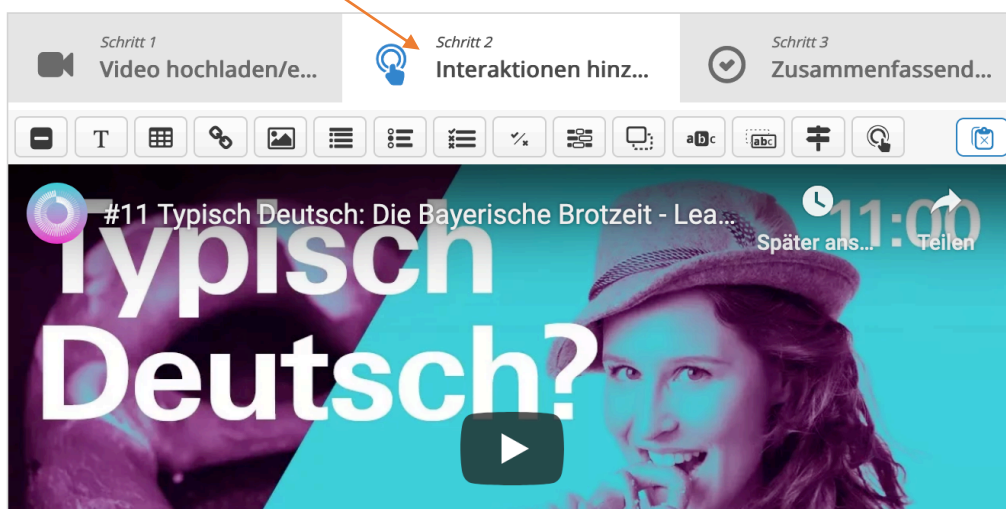 Schritt 1
Video hochladen/e...
Schritt 2
Interaktionen hinz...
Schritt 3
Zusammenfassend...
T
abc
abc
#11 Typisch Deutsch: Die Bayerische Brotzeit - Lea...
Später ans...
Teilen
11:00
Typisch
Deutsch?